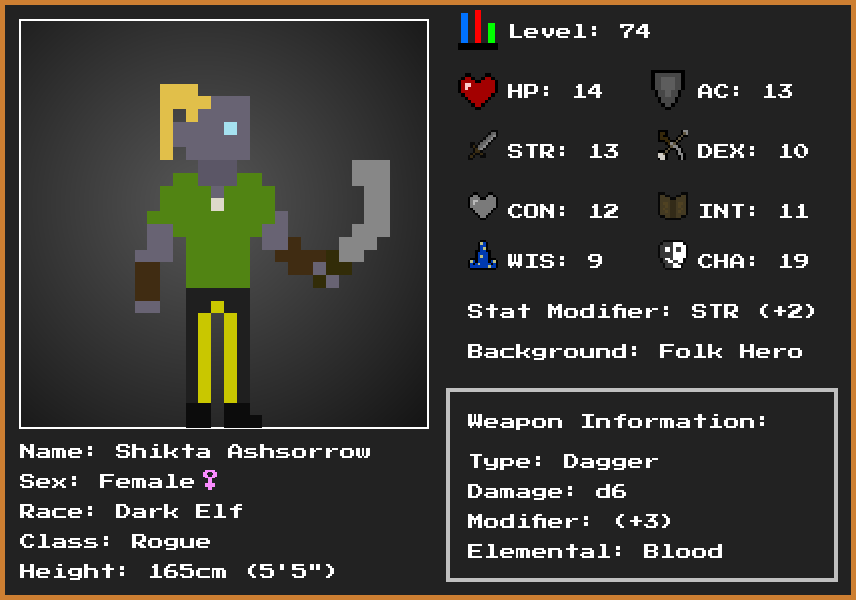 Level: 74
HP: 14 AC: 13
STR: 13 DEX: 10
CON: 12 INT: 11
WIS: 9 CHA: 19
Stat Modifier: STR (+2)
Background: Folk Hero
Weapon Information:
Type: Dagger
Damage: d6
Modifier: (+3)
Elemental: Blood
Name: Shikta Ashsorrow
Sex: Female♀
Race: Dark Elf
Class: Rogue
Height: 165cm (5'5")